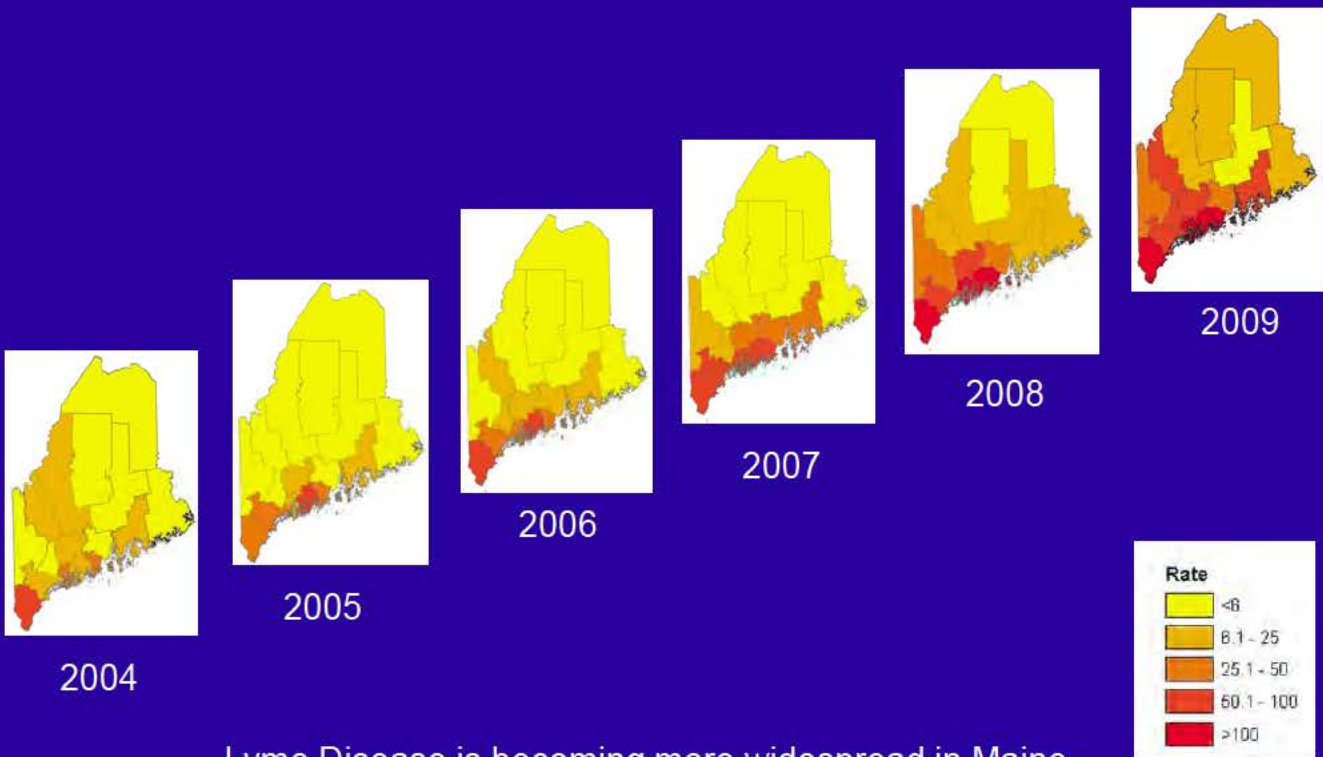 2004
2005
2006
2007
2008
2009
Rate
<6
6.1 - 25
25.1 - 50
50.1 - 100
>100
Lyme Disease is becoming more widespread in Maine